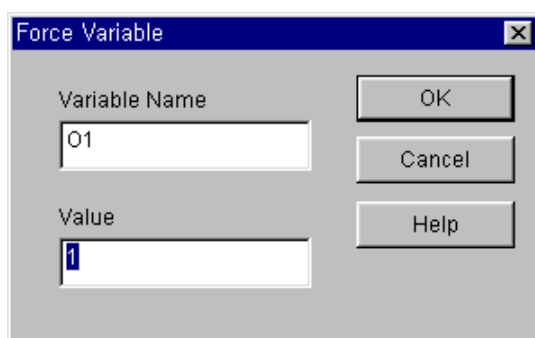 Force Variable
Variable Name
O1
Value
1
OK
Cancel
Help